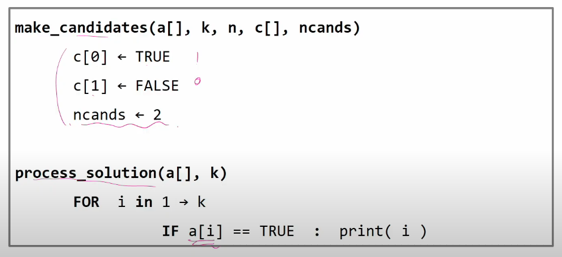 make_candidates(a[], k, n, c[], ncands)
c[0] ← TRUE 1
c[1] ← FALSE 0
ncands ← 2
process_solution(a[], k)
FOR i in 1 → k
IF a[i] == TRUE : print( i )